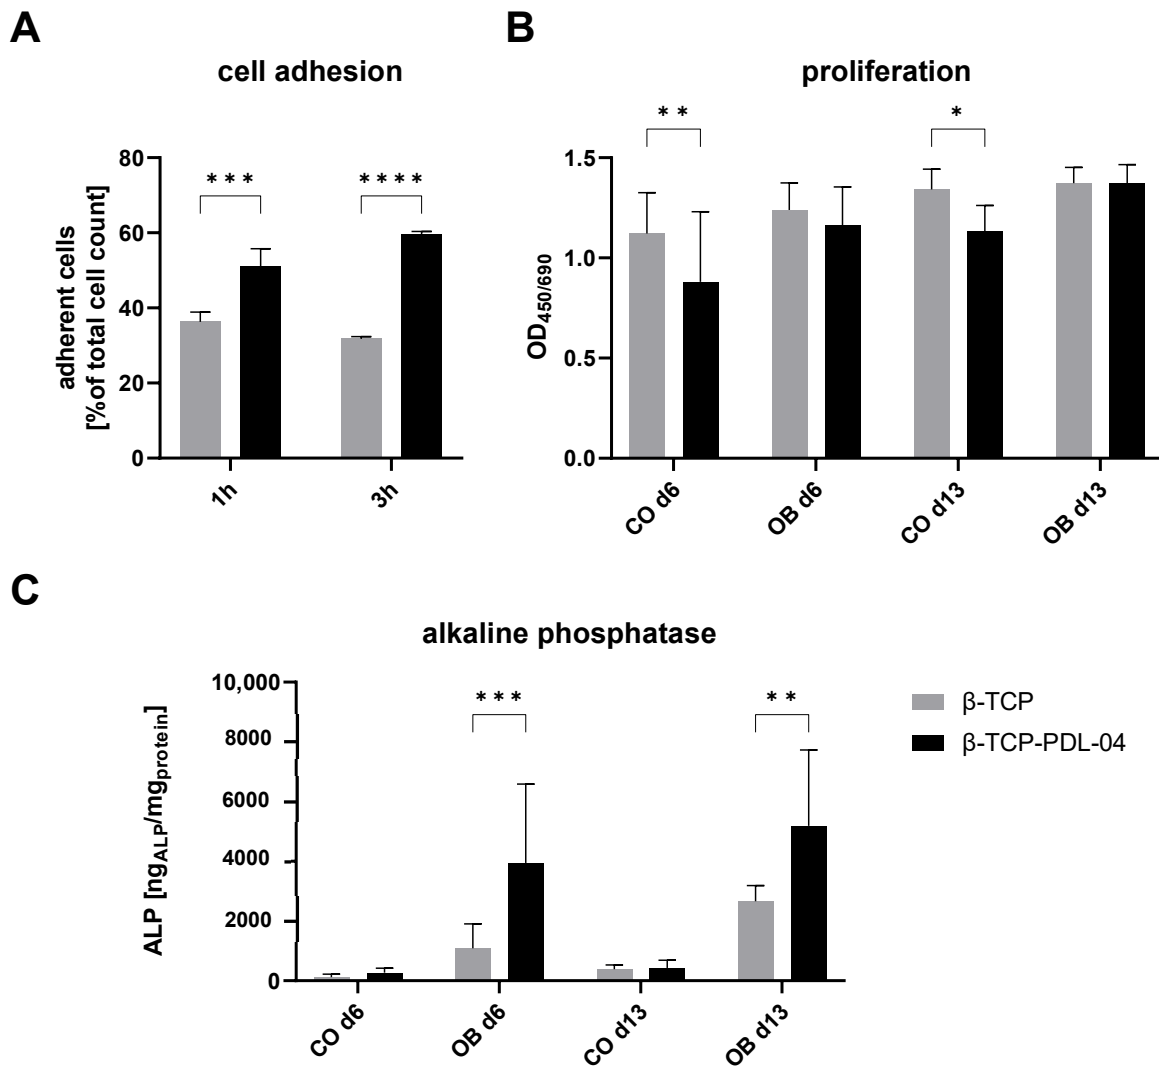 A
cell adhesion
adherent cells
[%of total cell count]
80
60
40
20
0
***
****
1h
3h
B
proliferation
OD450/690
1.5
1.0
0.5
0.0
**
*
CO d6
OB d6
CO d13
OB d13
C
alkaline phosphatase
ALP [ngALP/mgprotein]
10,000
8000
6000
4000
2000
0
***
**
CO d6
OB d6
CO d13
OB d13
β-TCP
β-TCP-PDL-04